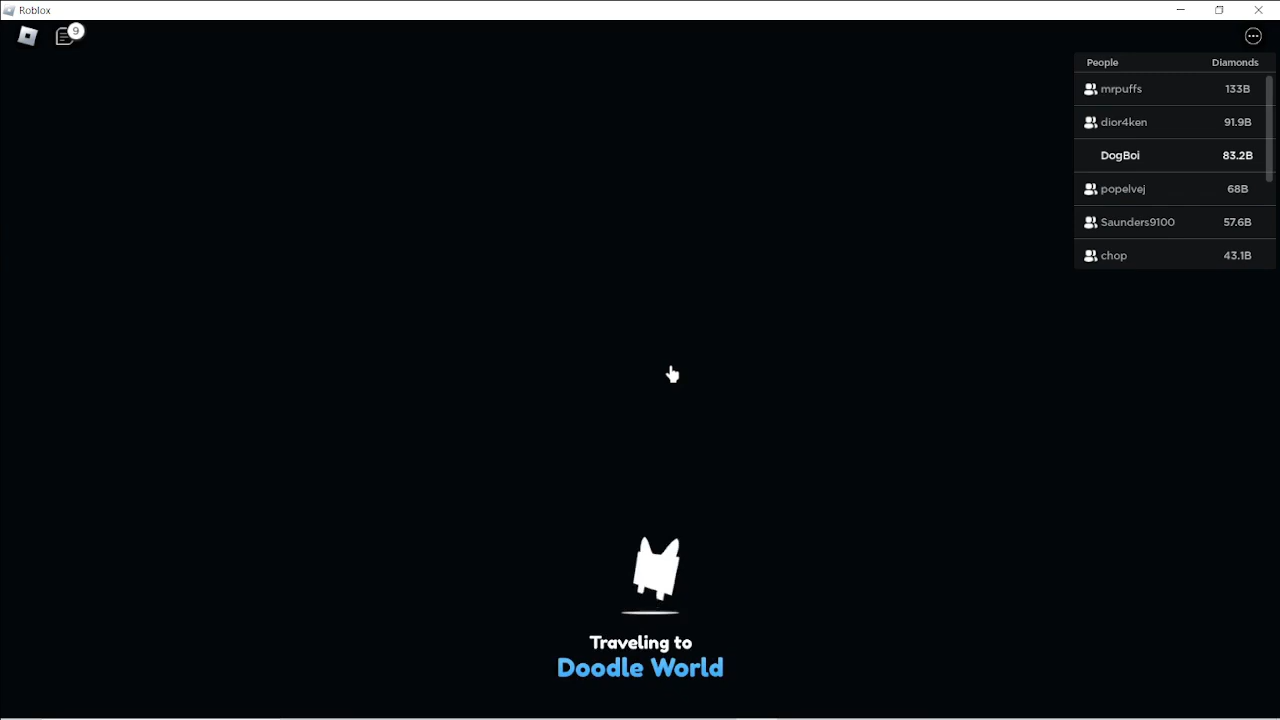 Roblox
9
People Diamonds
mrpuffs 133B
dior4ken 91.9B
DogBoi 83.2B
popelvej 68B
Saunders9100 57.6B
chop 43.1B
Traveling to
Doodle World